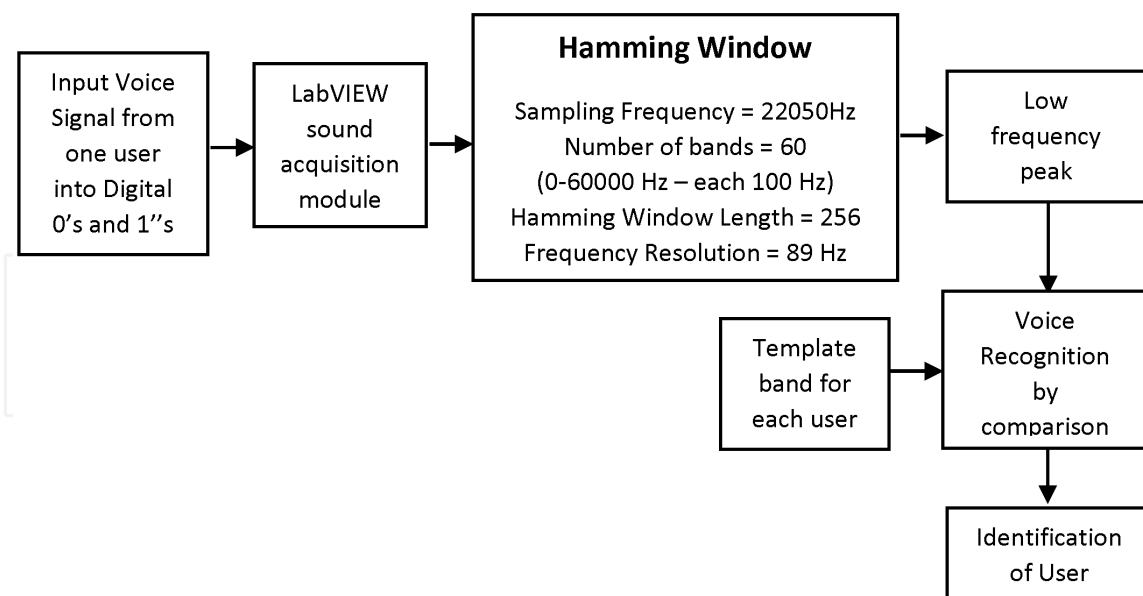 Input Voice
Signal from
one user
into Digital
0's and 1''s
LabVIEW
sound
acquisition
module
Hamming Window
Sampling Frequency = 22050Hz
Number of bands = 60
(0-60000 Hz – each 100 Hz)
Hamming Window Length = 256
Frequency Resolution = 89 Hz
Low
frequency
peak
Template
band for
each user
Voice
Recognition
by
comparison
Identification
of User